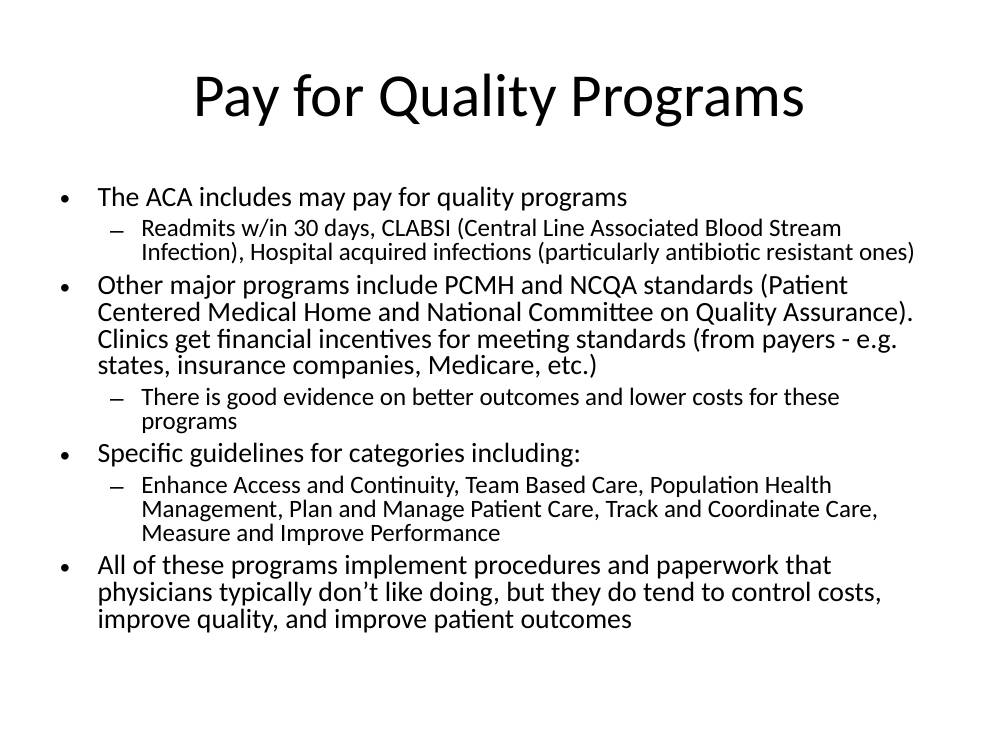 Pay for Quality Programs
• The ACA includes may pay for quality programs
– Readmits w/in 30 days, CLABSI (Central Line Associated Blood Stream
Infection), Hospital acquired infections (particularly antibiotic resistant ones)
• Other major programs include PCMH and NCQA standards (Patient
Centered Medical Home and National Committee on Quality Assurance).
Clinics get financial incentives for meeting standards (from payers - e.g.
states, insurance companies, Medicare, etc.)
– There is good evidence on better outcomes and lower costs for these
programs
• Specific guidelines for categories including:
– Enhance Access and Continuity, Team Based Care, Population Health
Management, Plan and Manage Patient Care, Track and Coordinate Care,
Measure and Improve Performance
• All of these programs implement procedures and paperwork that
physicians typically don’t like doing, but they do tend to control costs,
improve quality, and improve patient outcomes